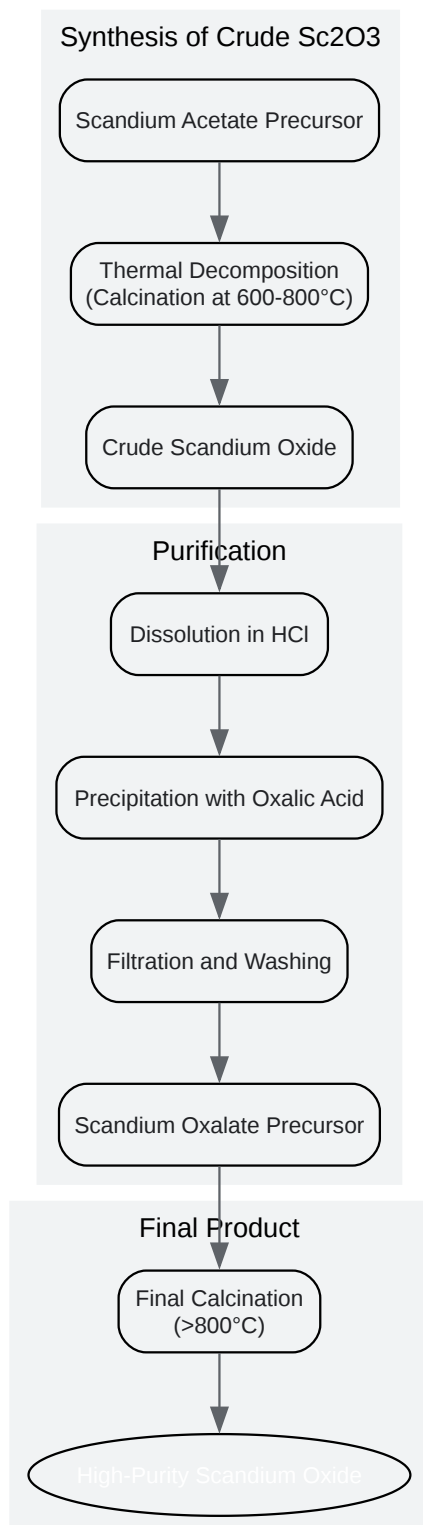 Synthesis of Crude Sc2O3
Scandium Acetate Precursor
Thermal Decomposition
(Calcination at 600-800°C)
Crude Scandium Oxide
Purification
Dissolution in HCl
Precipitation with Oxalic Acid
Filtration and Washing
Scandium Oxalate Precursor
Final Product
Final Calcination
(>800°C)
High-Purity Scandium Oxide